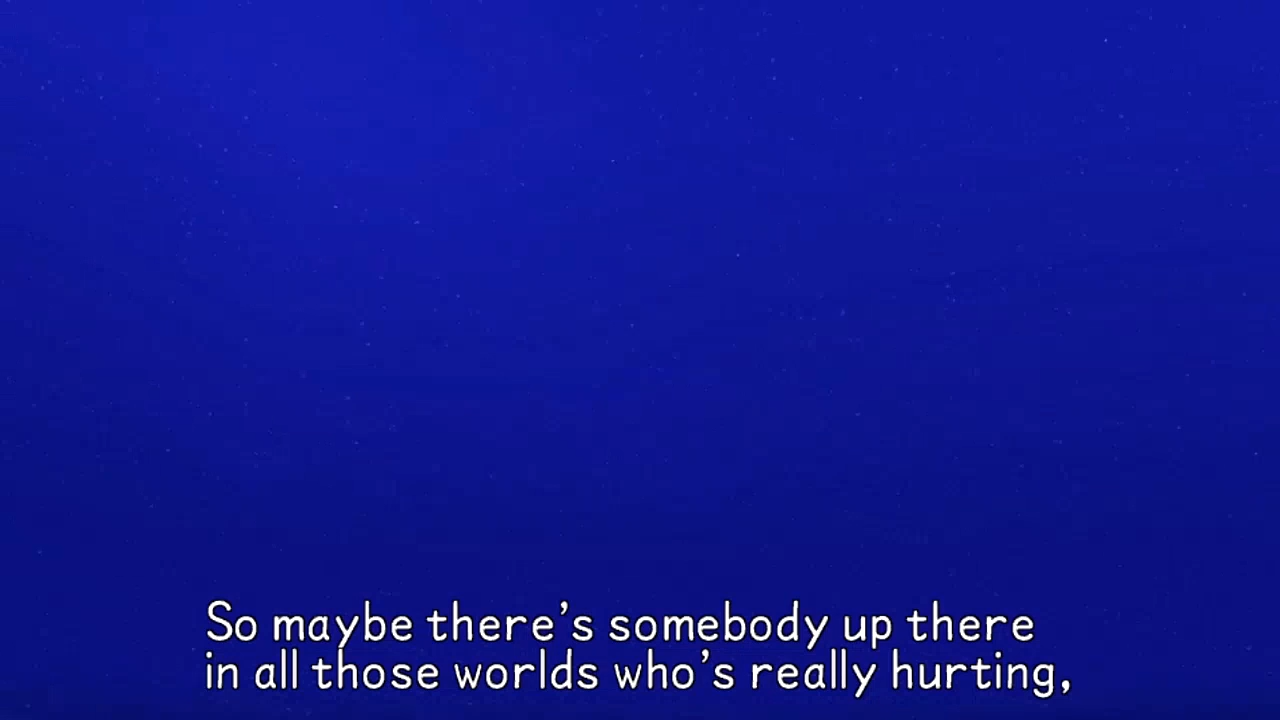 So maybe there’s somebody up there
in all those worlds who’s really hurting,